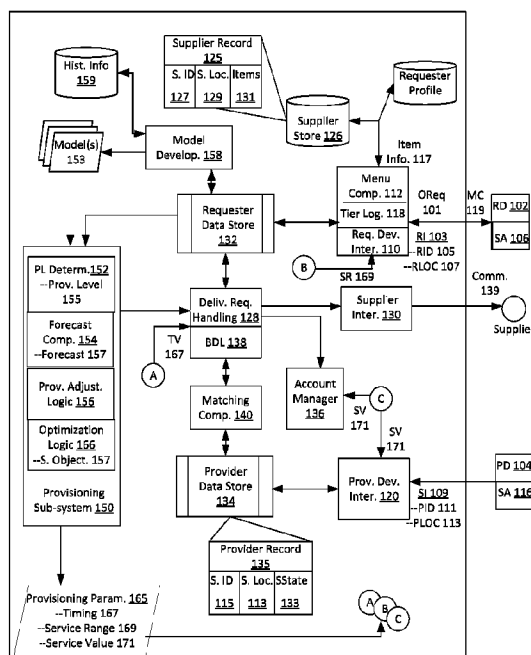 Supplier Record
125
S. ID
127
S. Loc.
129
Items
131
Hist. Info
159
Requester
Profile
Supplier
Store 126
Model(s)
153
Model
Develop. 158
Item
Info. 117
Menu
Comp. 112
Tier Log. 118
Req. Dev.
Inter. 110
OReq
101
MC
119
RD 102
SA 106
RI 103
--RID 105
--RLOC 107
Requester
Data Store
132
B
SR 169
PL Determ.152
--Prov. Level
155
Forecast
Comp. 154
--Forecast 157
Prov. Adjust.
Logic 156
Optimization
Logic 166
--S. Object. 157
Provisioning
Sub-system 150
Deliv. Req.
Handling 128
BDL 138
TV
167
A
Supplier
Inter. 130
Comm.
139
Supplie
Matching
Comp. 140
Account
Manager
136
SV
171
C
SV
171
Provider
Data Store
134
Prov. Dev.
Inter. 120
SI 109
--PID 111
--PLOC 113
PD 104
SA 116
Provider Record
135
S. ID
115
S. Loc.
113
SState
133
Provisioning Param. 165
--Timing 167
--Service Range 169
--Service Value 171
A
B
C